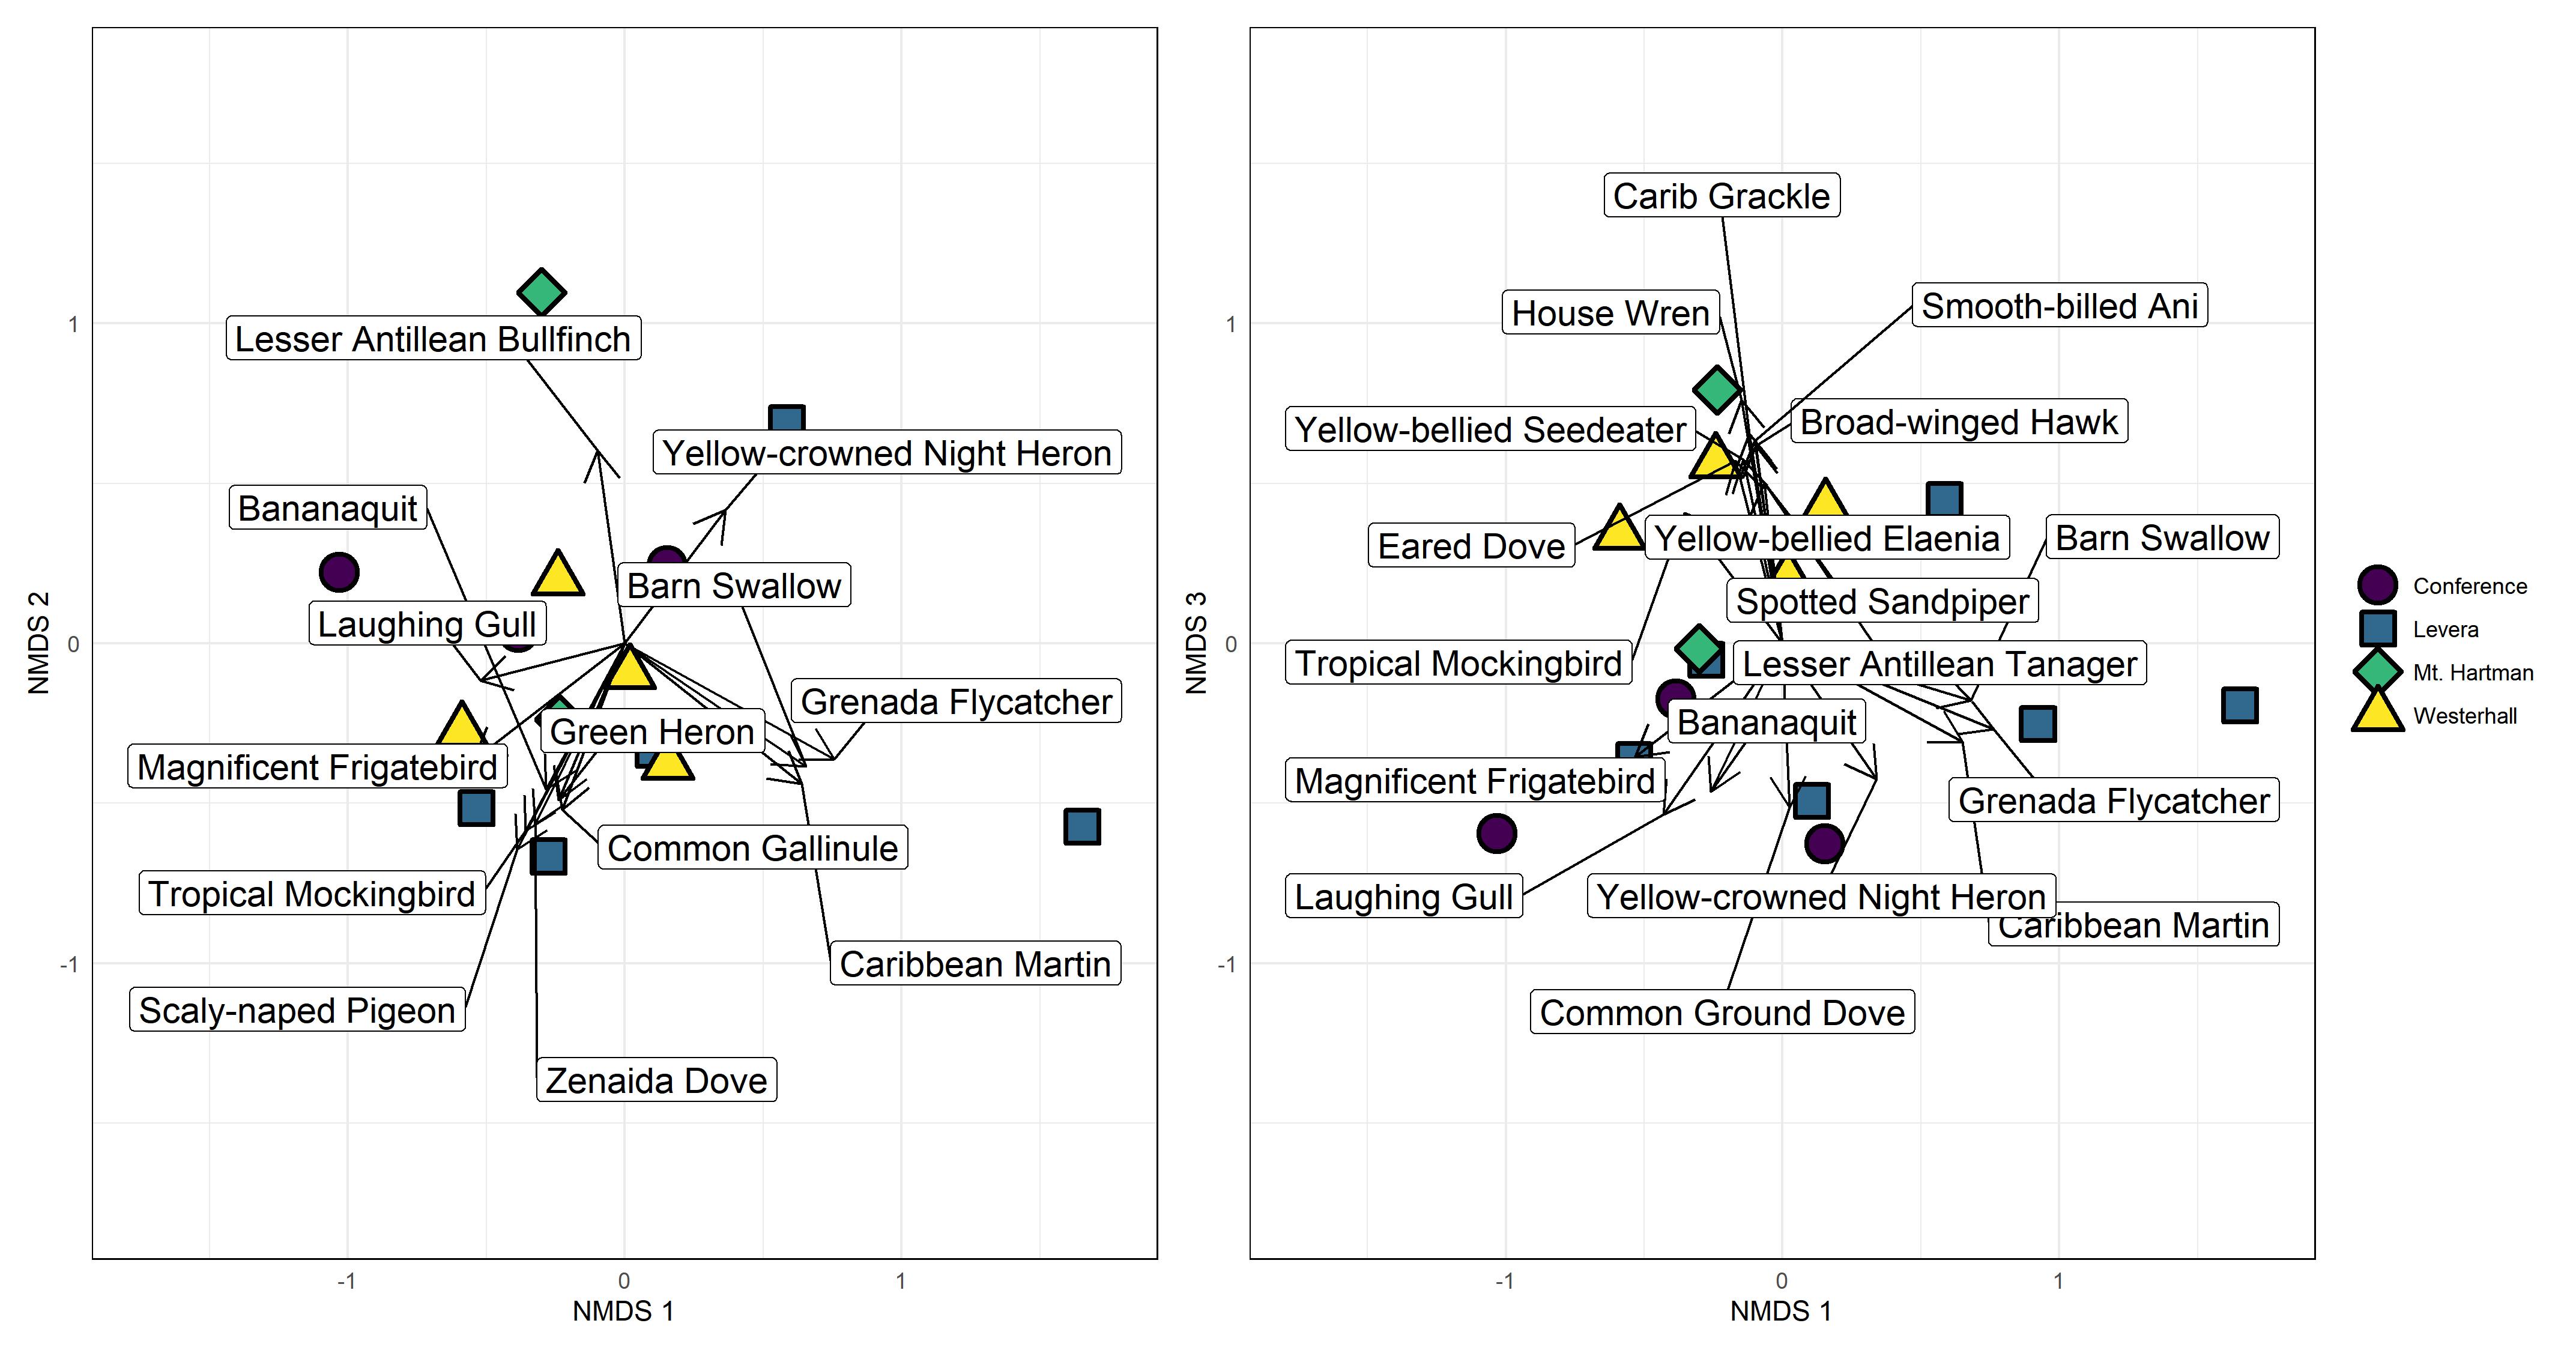 Lesser Antillean Bullfinch
Yellow-crowned Night Heron
Bananaquit
Barn Swallow
Laughing Gull
Grenada Flycatcher
Green Heron
Magnificent Frigatebird
Common Gallinule
Tropical Mockingbird
Caribbean Martin
Scaly-naped Pigeon
Zenaida Dove
1
0
-1
NMDS 2
-1
0
1
NMDS 1
Carib Grackle
Smooth-billed Ani
House Wren
Broad-winged Hawk
Yellow-bellied Seedeater
Yellow-bellied Elaenia
Barn Swallow
Eared Dove
Spotted Sandpiper
Tropical Mockingbird
Lesser Antillean Tanager
Bananaquit
Magnificent Frigatebird
Grenada Flycatcher
Laughing Gull
Yellow-crowned Night Heron
Caribbean Martin
Common Ground Dove
1
0
-1
NMDS 3
-1
0
1
NMDS 1
Conference
Levera
Mt. Hartman
Westerhall